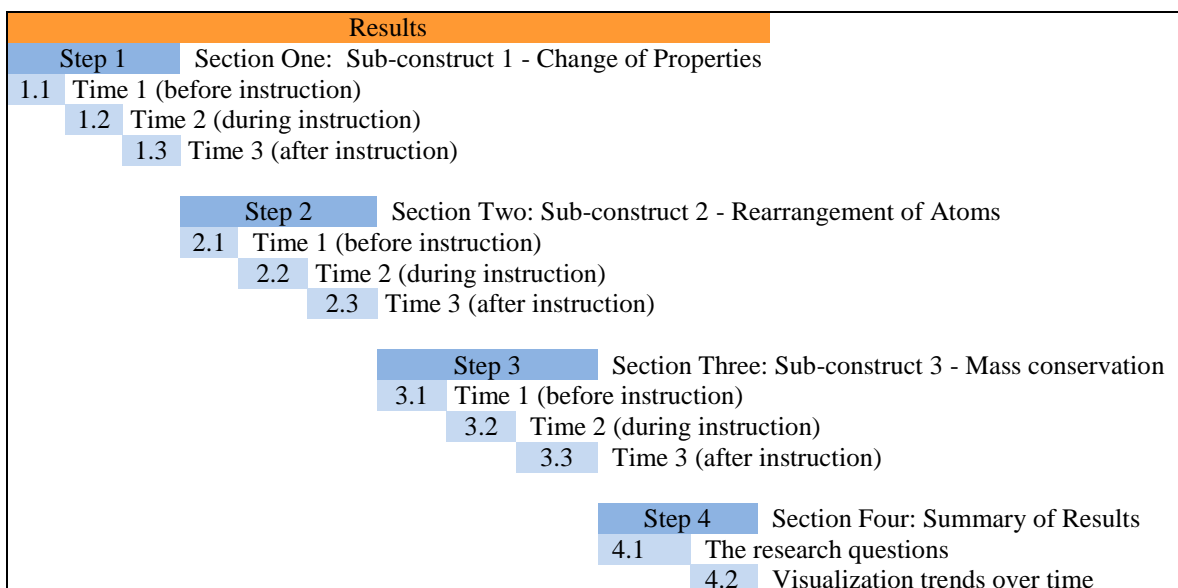 Results
Step 1 Section One: Sub-construct 1 - Change of Properties
1.1 Time 1 (before instruction)
1.2 Time 2 (during instruction)
1.3 Time 3 (after instruction)
Step 2 Section Two: Sub-construct 2 - Rearrangement of Atoms
2.1 Time 1 (before instruction)
2.2 Time 2 (during instruction)
2.3 Time 3 (after instruction)
Step 3 Section Three: Sub-construct 3 - Mass conservation
3.1 Time 1 (before instruction)
3.2 Time 2 (during instruction)
3.3 Time 3 (after instruction)
Step 4 Section Four: Summary of Results
4.1 The research questions
4.2 Visualization trends over time